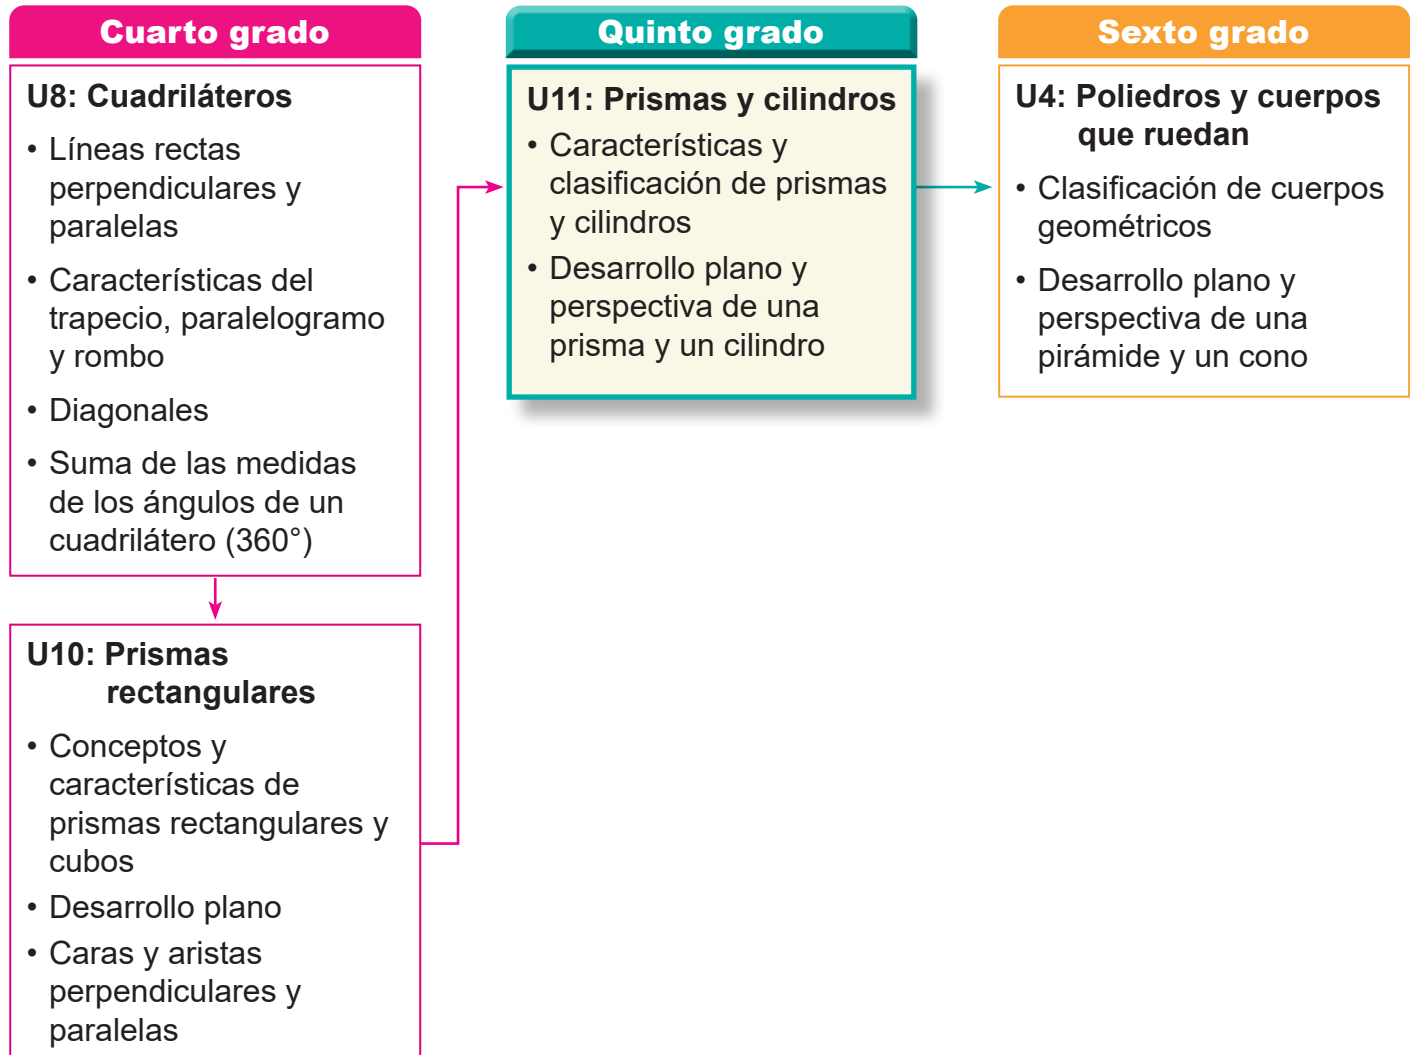 Cuarto grado
U8: Cuadriláteros
• Líneas rectas
perpendiculares y
paralelas
• Características del
trapecio, paralelogramo
y rombo
• Diagonales
• Suma de las medidas
de los ángulos de un
cuadrilátero (360°)
U10: Prismas
rectangulares
• Conceptos y
características de
prismas rectangulares y
cubos
• Desarrollo plano
• Caras y aristas
perpendiculares y
paralelas
Quinto grado
U11: Prismas y cilindros
• Características y
clasificación de prismas
y cilindros
• Desarrollo plano y
perspectiva de una
prisma y un cilindro
Sexto grado
U4: Poliedros y cuerpos
que ruedan
• Clasificación de cuerpos
geométricos
• Desarrollo plano y
perspectiva de una
pirámide y un cono